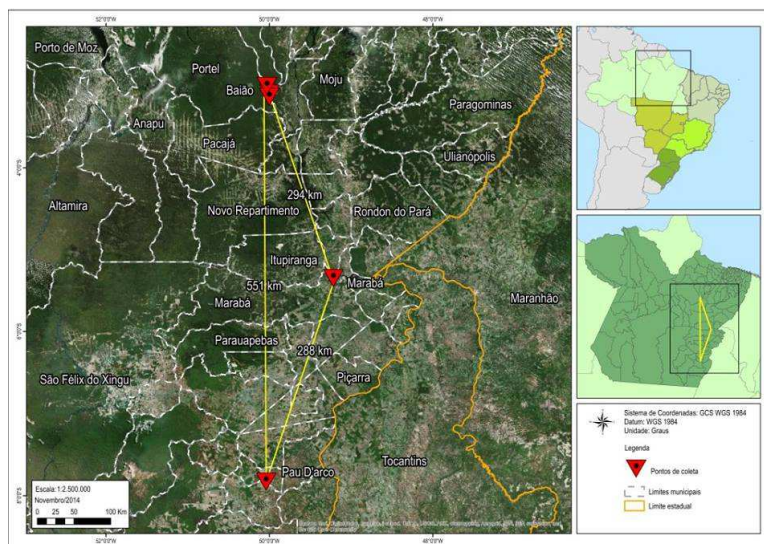 52°0'0"W 50°0'0"W 48°0'0"W
Porto de Moz
Portel
Moju
Baião
Paragominas
Anapu
Pacajá
Ulianópolis
4°0'0"S
Altamira
294 km
Novo Repartimento
Rondon do Pará
Itupiranga
551 km
Marabá
Marabá
Maranhão
6°0'0"S
Parauapebas
288 km
São Félix do Xingu
Piçarra
Pau D'arco
Tocantins
8°0'0"S
Escala: 1:2.500.000
Novembro/2014
0 25 50 100 Km
52°0'0"W 50°0'0"W 48°0'0"W
Sistema de Coordenadas: GCS WGS 1984
Datum: WGS 1984
Unidade: Graus
Legenda
Pontos de coleta
Limites municipais
Limite estadual